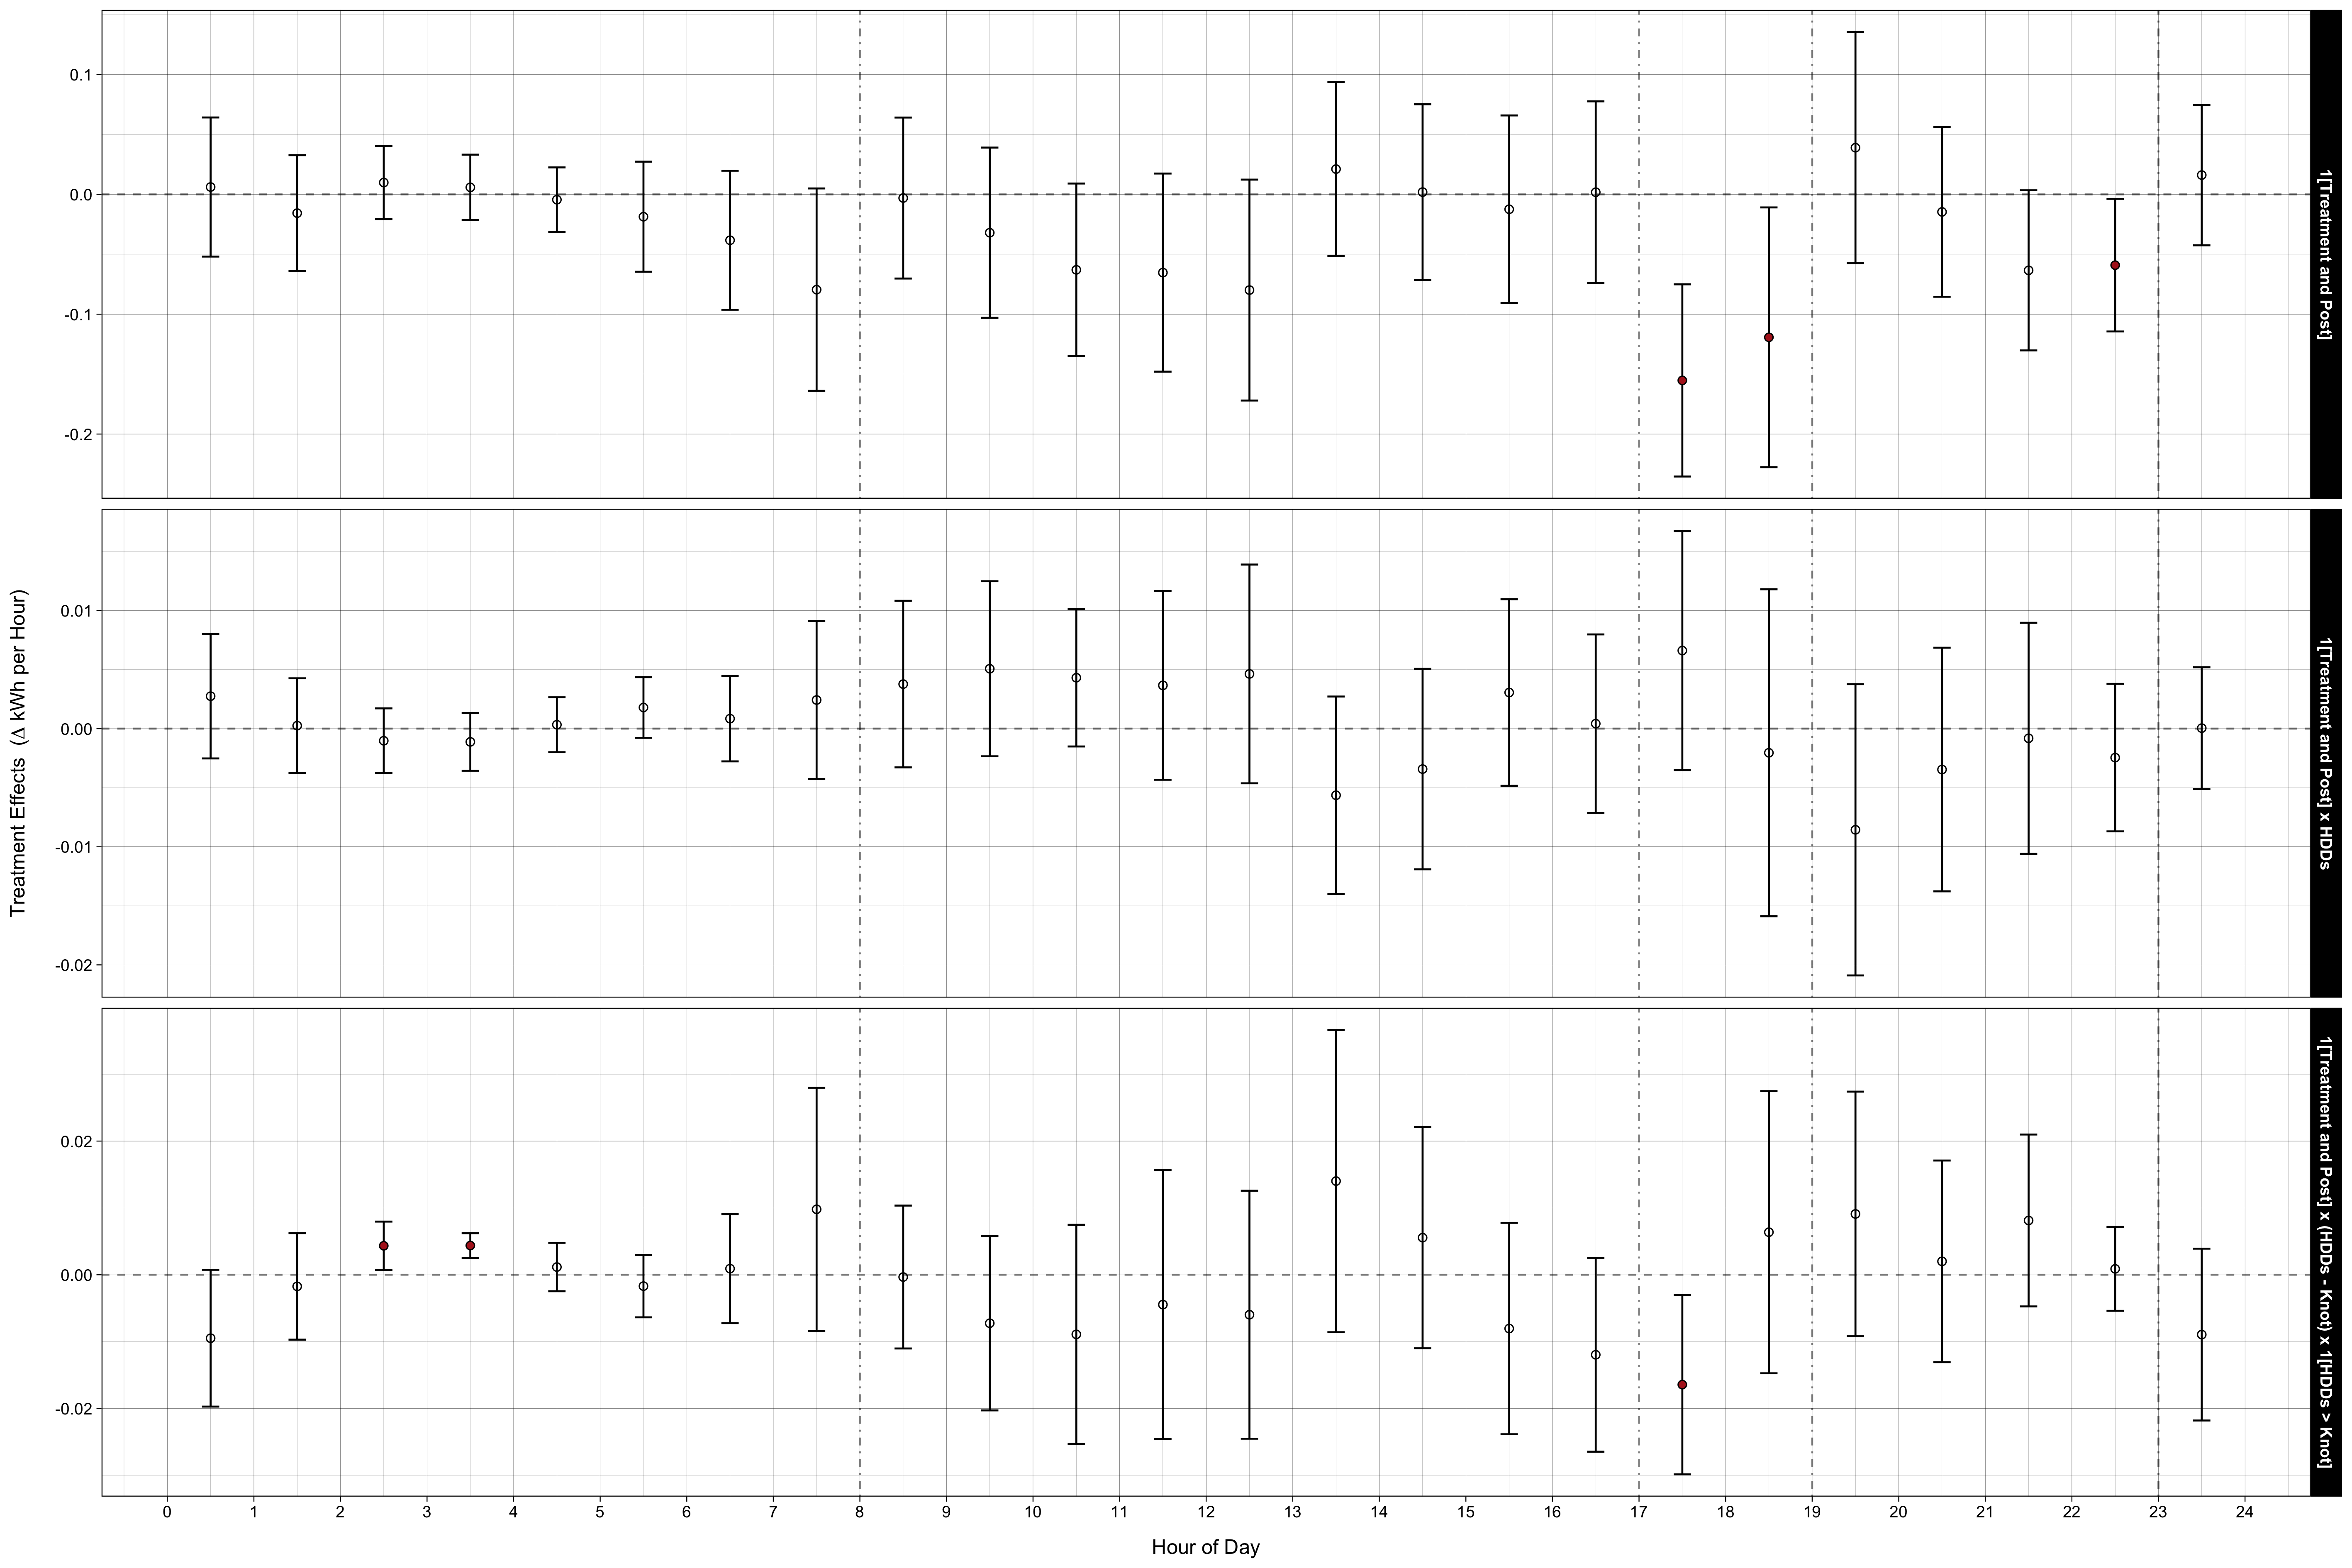 0.1
0.0
-0.1
-0.2
1[Treatment and Post]
Treatment Effects (Δ kWh per Hour)
0.01
0.00
-0.01
-0.02
1[Treatment and Post] x HDDs
0.02
0.00
-0.02
1[Treatment and Post] x (HDDs - Knot) x 1[HDDs > Knot]
0 1 2 3 4 5 6 7 8 9 10 11 12 13 14 15 16 17 18 19 20 21 22 23 24
Hour of Day